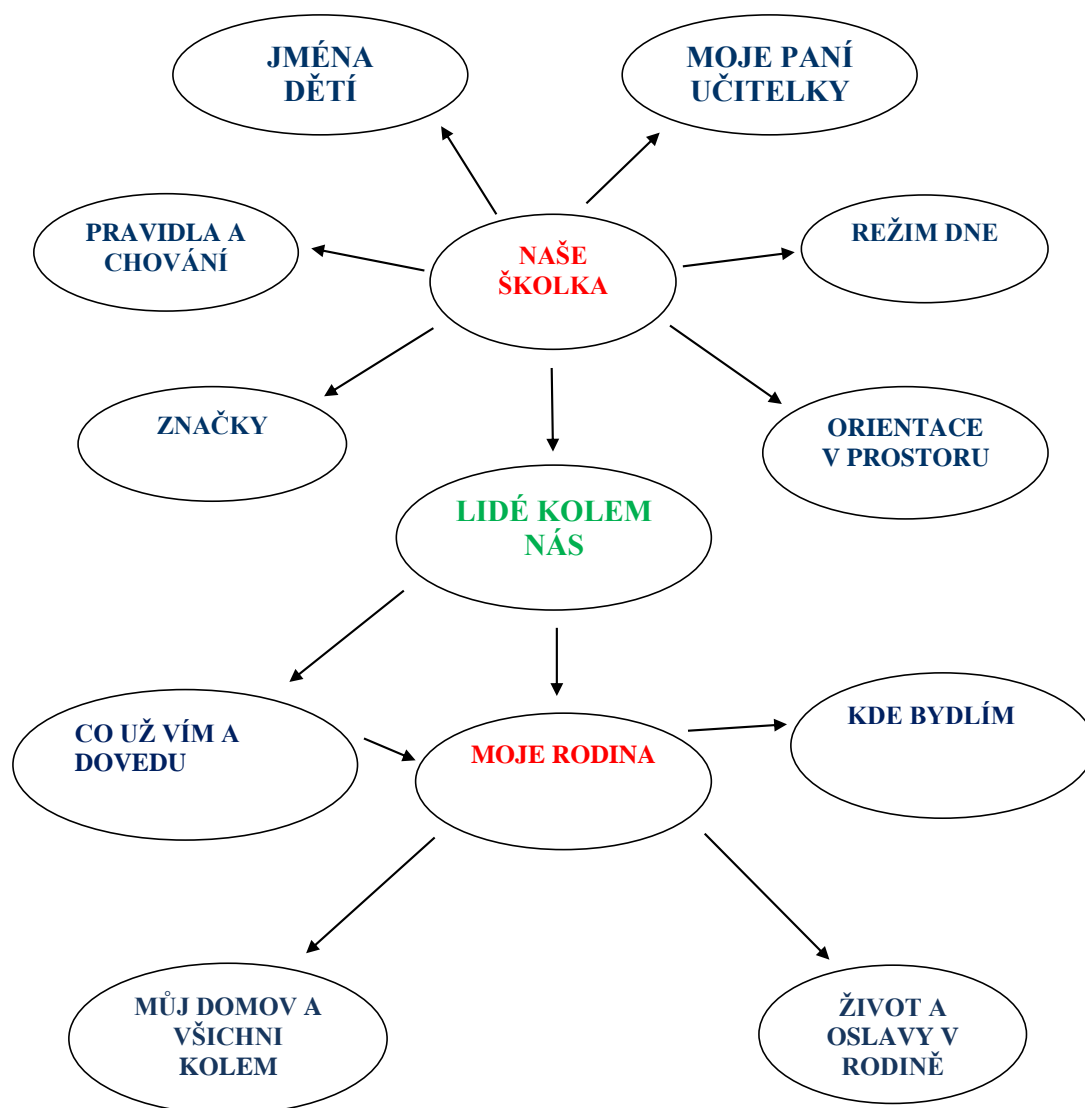 JMÉNA
DĚTÍ
MOJE PANÍ
UČITELKY
PRAVIDLA A
CHOVÁNÍ
NAŠE
ŠKOLKA
REŽIM DNE
ZNAČKY
ORIENTACE
V PROSTORU
LIDÉ KOLEM
NÁS
CO UŽ VÍM A
DOVEDU
MOJE RODINA
KDE BYDLÍM
MŮJ DOMOV A
VŠICHNI
KOLEM
ŽIVOT A
OSLAVY V
RODINĚ